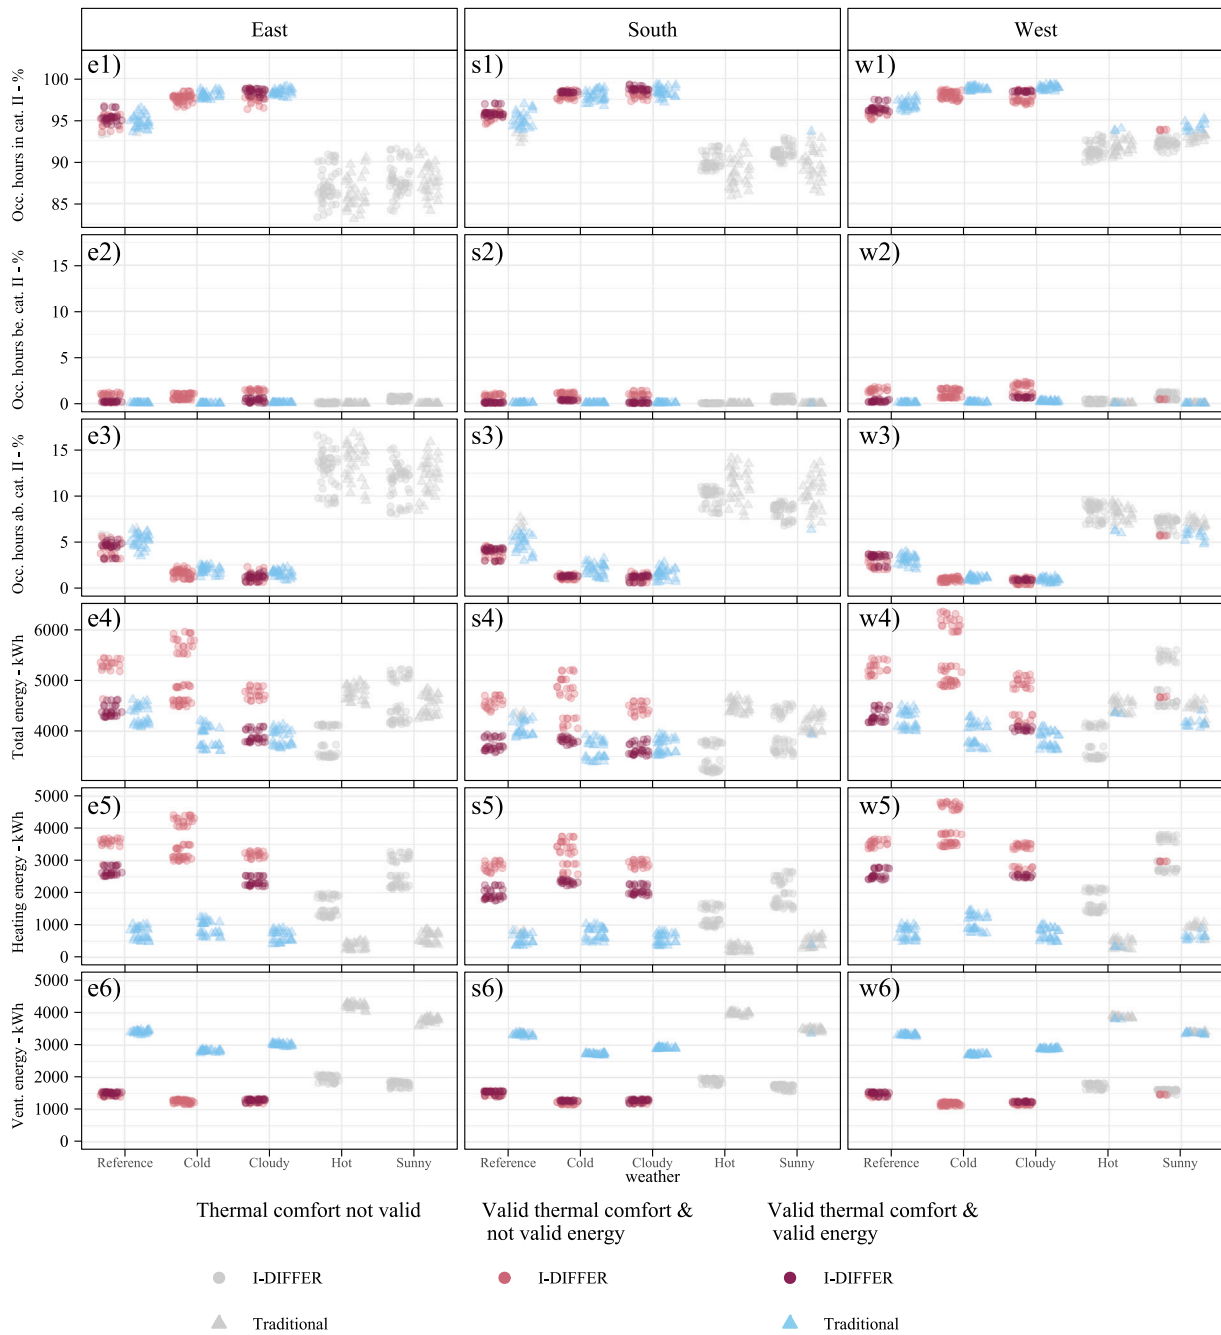 East South West
e1) s1) w1)
Occ. hours in cat. II - %
100
95
90
85
e2) s2) w2)
Occ. hours be. cat. II - %
15
10
5
0
e3) s3) w3)
Occ. hours ab. cat. II - %
15
10
5
0
e4) s4) w4)
Total energy - kWh
6000
5000
4000
e5) s5) w5)
Heating energy - kWh
5000
4000
3000
2000
1000
0
e6) s6) w6)
Vent. energy - kWh
5000
4000
3000
2000
1000
0
Reference Cold Cloudy Hot Sunny Reference Cold Cloudy Hot Sunny Reference Cold Cloudy Hot Sunny
weather
Thermal comfort not valid
Valid thermal comfort &
not valid energy
Valid thermal comfort &
valid energy
I-DIFFER I-DIFFER I-DIFFER
Traditional Traditional